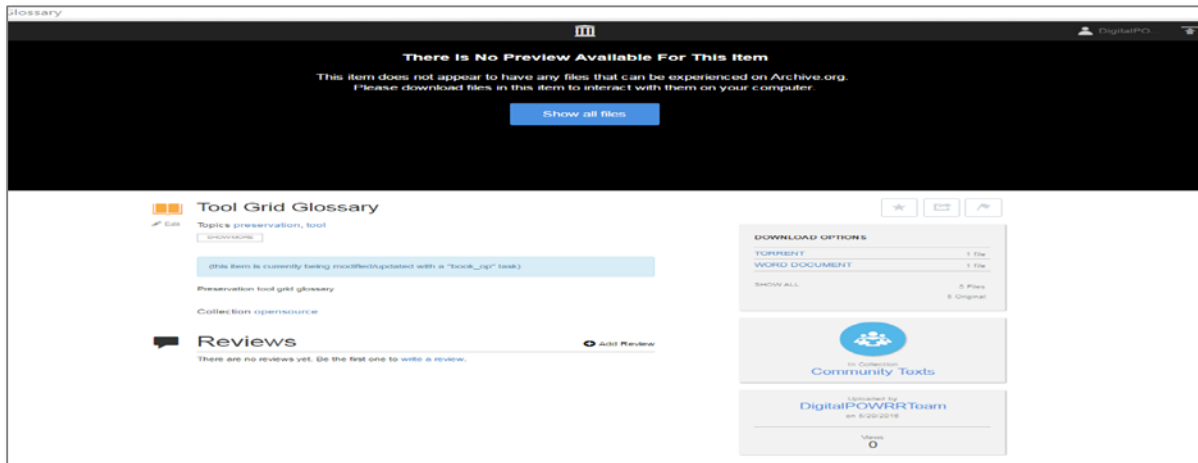 Glossary
DigitalPO...
There Is No Preview Available For This Item
This item does not appear to have any files that can be experienced on Archive.org.
Please download files in this item to interact with them on your computer.
Show all files
Tool Grid Glossary
Edit
Topics preservation, tool
SHOW MORE
(this item is currently being modified/updated with a "book_op" task)
Preservation tool grid glossary
Collection opensource
Reviews
Add Review
There are no reviews yet. Be the first one to write a review.
DOWNLOAD OPTIONS
TORRENT 1 file
WORD DOCUMENT 1 file
SHOW ALL 5 Files
5 Original
In Collection
Community Texts
Uploaded by
DigitalPOWRRTeam
on 8/20/2016
Views
0